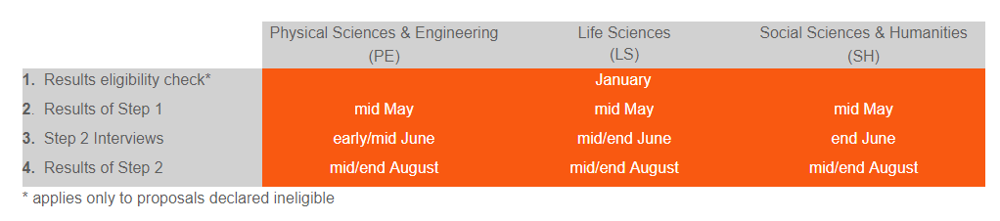 Physical Sciences & Engineering Life Sciences Social Sciences & Humanities
(PE) (LS) (SH)
1. Results eligibility check* January
2. Results of Step 1 mid May mid May mid May
3. Step 2 Interviews early/mid June mid/end June end June
4. Results of Step 2 mid/end August mid/end August mid/end August
* applies only to proposals declared ineligible